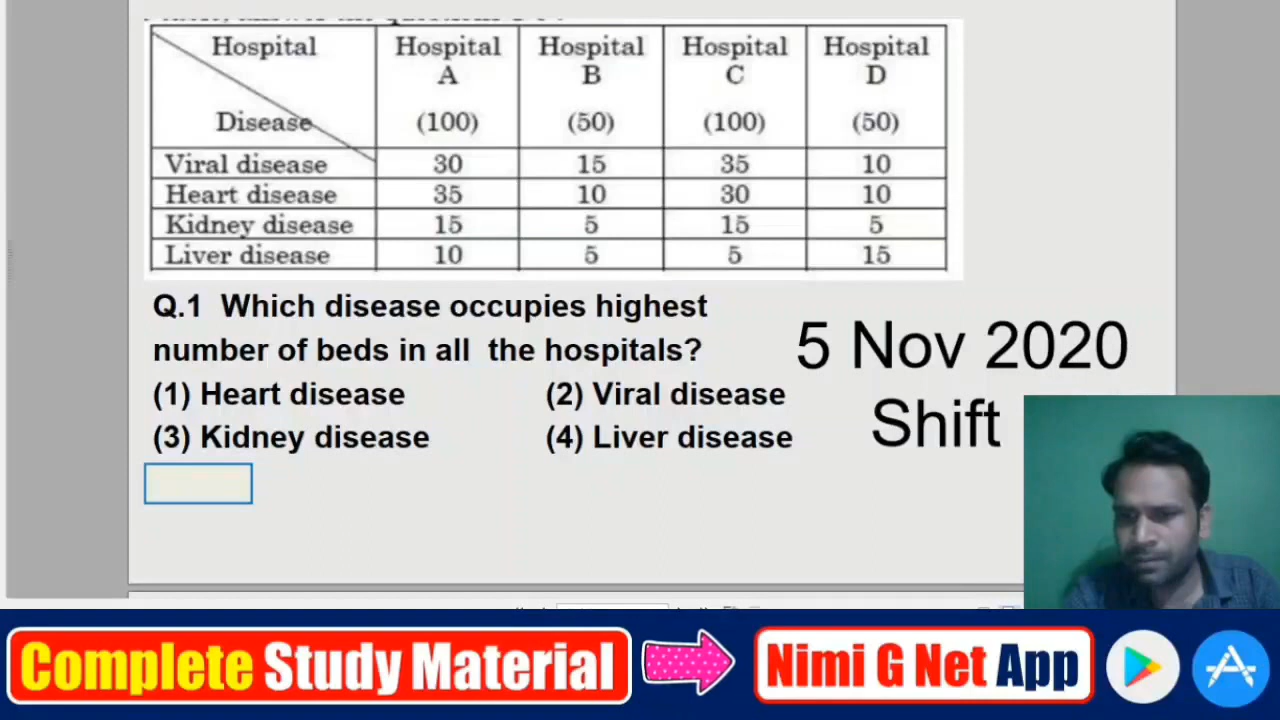 Hospital Hospital Hospital Hospital Hospital
A B C D
Disease (100) (50) (100) (50)
Viral disease 30 15 35 10
Heart disease 35 10 30 10
Kidney disease 15 5 15 5
Liver disease 10 5 5 15
Q.1 Which disease occupies highest
number of beds in all the hospitals?
(1) Heart disease (2) Viral disease
(3) Kidney disease (4) Liver disease
5 Nov 2020
Shift
Complete Study Material
Nimi G Net App